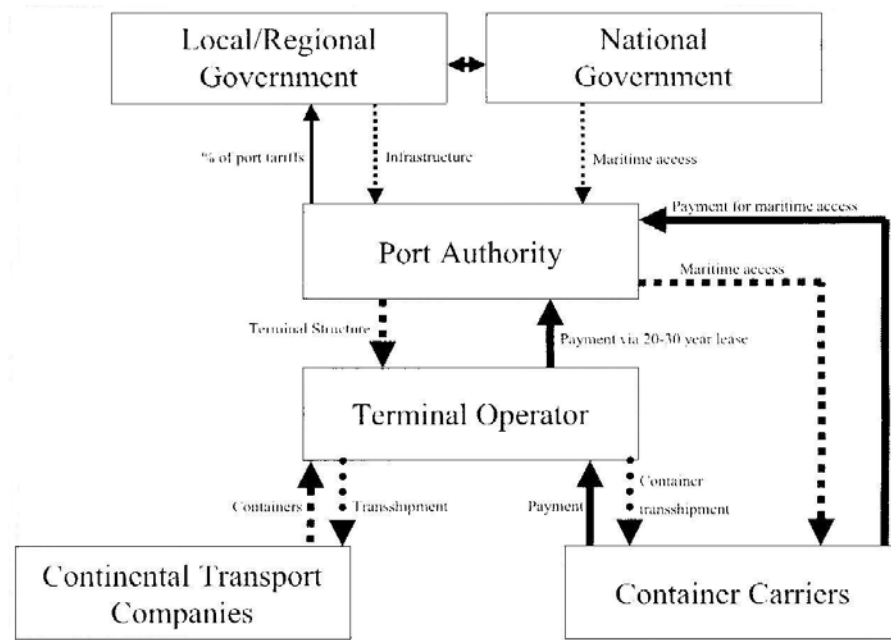 Local/Regional
Government
National
Government
% of port tariffs
Infrastructure
Maritime access
Payment for maritime access
Port Authority
Maritime access
Terminal Structure
Payment via 20-30 year lease
Terminal Operator
Containers
Transshipment
Payment
Container
transshipment
Continental Transport
Companies
Container Carriers